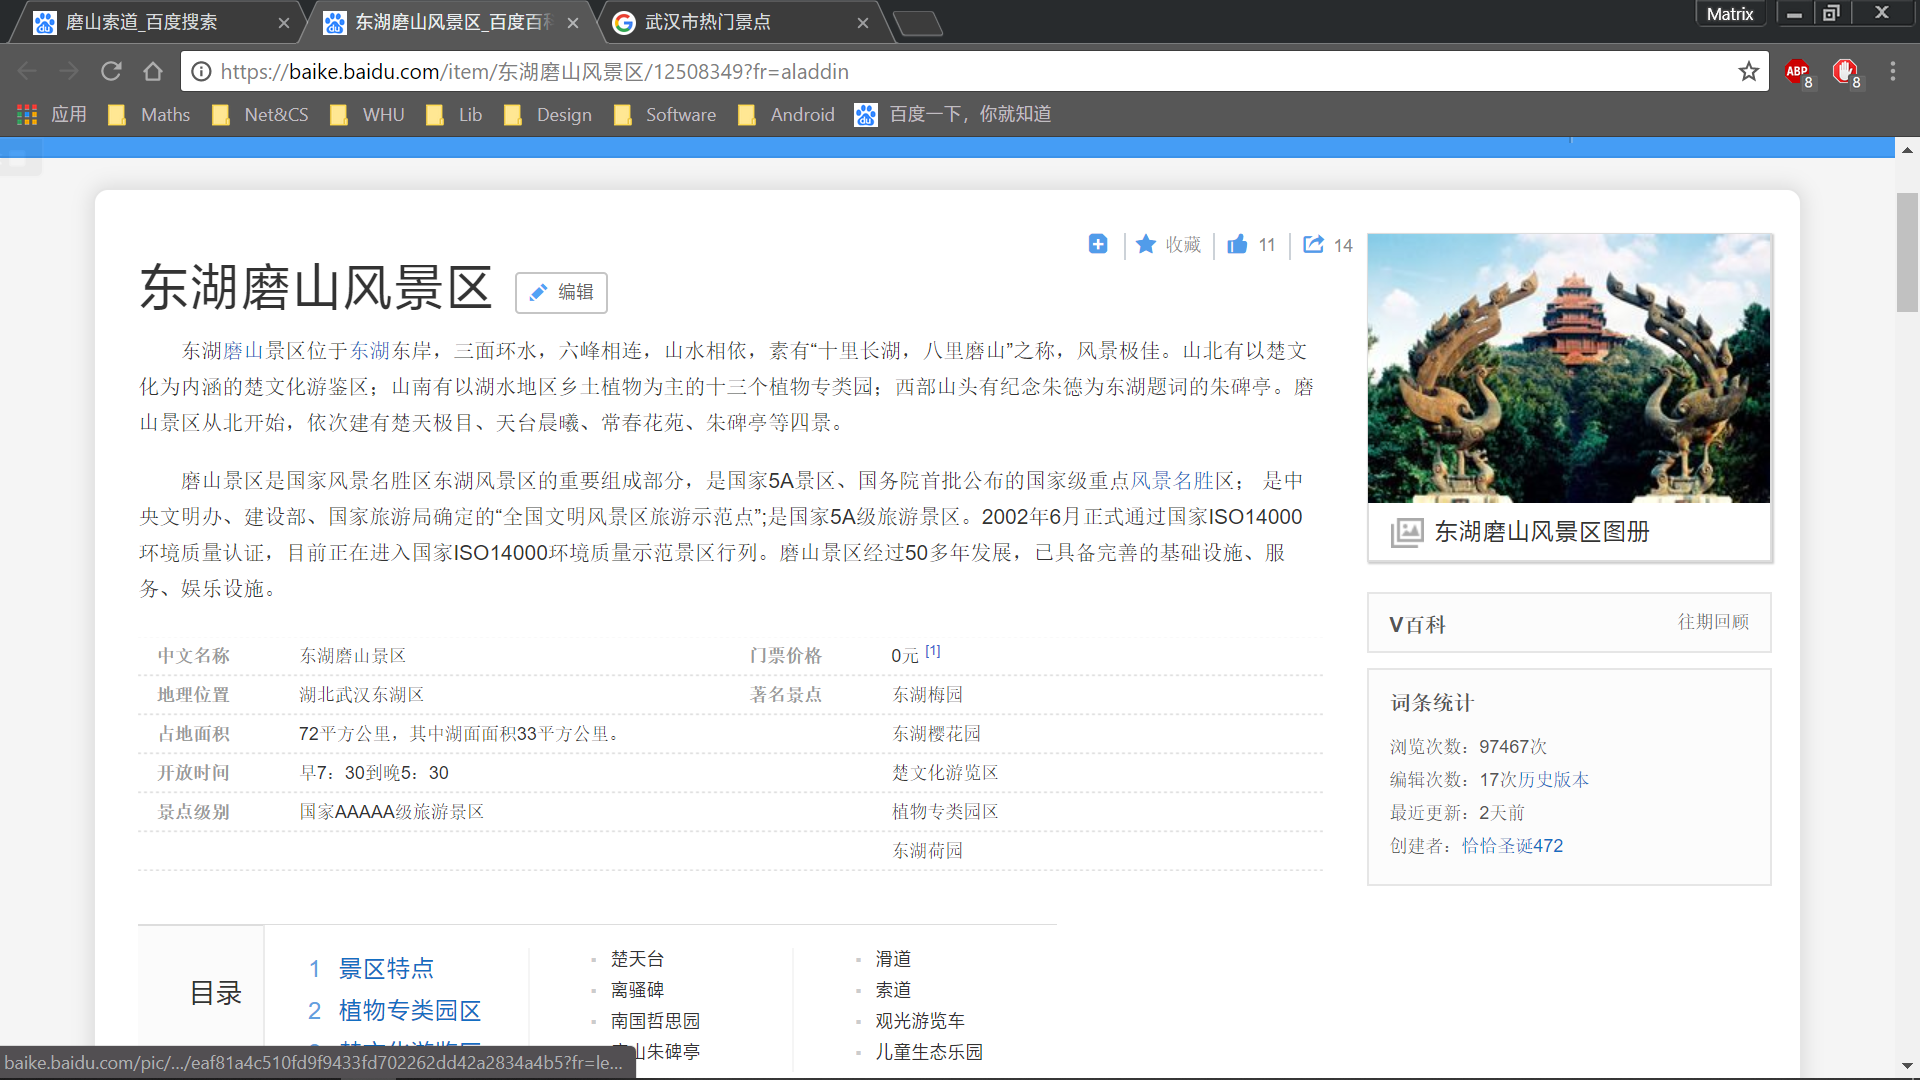 磨山索道_百度搜索
东湖磨山风景区_百度百科
武汉市热门景点
Matrix
https://baike.baidu.com/item/东湖磨山风景区/12508349?fr=aladdin
ABP 8
8
应用 Maths Net&CS WHU Lib Design Software Android 百度一下，你就知道
收藏 11 14
东湖磨山风景区 编辑
东湖磨山景区位于东湖东岸，三面环水，六峰相连，山水相依，素有“十里长湖，八里磨山”之称，风景极佳。山北有以楚文
化为内涵的楚文化游鉴区；山南有以湖水地区乡土植物为主的十三个植物专类园；西部山头有纪念朱德为东湖题词的朱碑亭。磨
山景区从北开始，依次建有楚天极目、天台晨曦、常春花苑、朱碑亭等四景。
磨山景区是国家风景名胜区东湖风景区的重要组成部分，是国家5A景区、国务院首批公布的国家级重点风景名胜区； 是中
央文明办、建设部、国家旅游局确定的“全国文明风景区旅游示范点”;是国家5A级旅游景区。2002年6月正式通过国家ISO14000
环境质量认证，目前正在进入国家ISO14000环境质量示范景区行列。磨山景区经过50多年发展，已具备完善的基础设施、服
务、娱乐设施。
中文名称 东湖磨山景区 门票价格 0元 [1]
地理位置 湖北武汉东湖区 著名景点 东湖梅园
占地面积 72平方公里，其中湖面面积33平方公里。 东湖樱花园
开放时间 早7：30到晚5：30 楚文化游览区
景点级别 国家AAAAA级旅游景区 植物专类园区
东湖荷园
东湖磨山风景区图册
V百科 往期回顾
词条统计
浏览次数：97467次
编辑次数：17次历史版本
最近更新：2天前
创建者：恰恰圣诞472
目录
1 景区特点
2 植物专类园区
楚天台
离骚碑
南国哲思园
山朱碑亭
滑道
索道
观光游览车
儿童生态乐园
baike.baidu.com/pic/.../eaf81a4c510fd9f9433fd702262dd42a2834a4b5?fr=le...